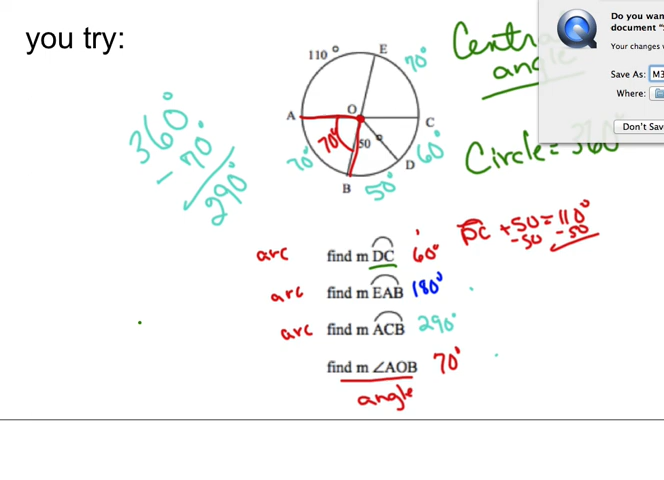 you try:
Central
angle
Circle = 360°
Do you wan
document "
Your changes
Save As: M3
Where:
Don't Sav
110°
E
70°
A
O
C
70°
50
60°
D
70°
B
50°
360°
- 70°
290°
DC + 50 = 110°
-50 -50
arc find m DC 60°
arc find m EAB 180°
arc find m ACB 290°
find m ∠AOB 70°
angle